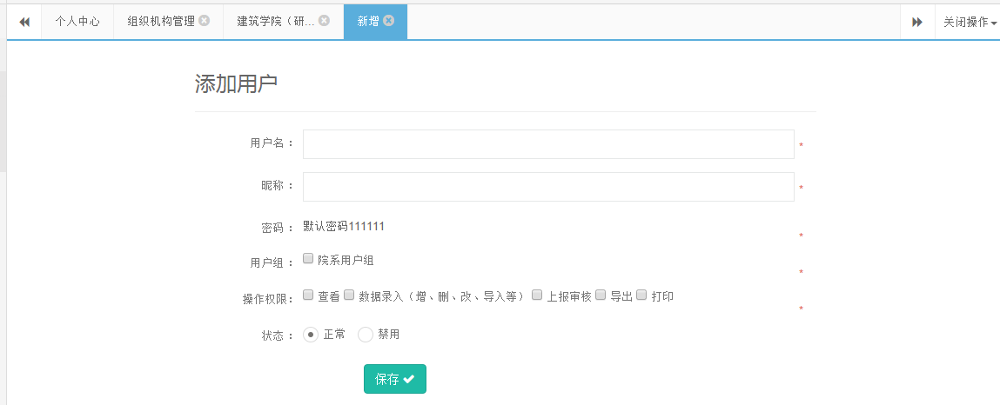 个人中心 组织机构管理 建筑学院（研... 新增 关闭操作
添加用户
用户名： *
昵称： *
密码： 默认密码111111 *
用户组： 院系用户组 *
操作权限： 查看 数据录入（增、删、改、导入等） 上报审核 导出 打印 *
状态： 正常 禁用
保存